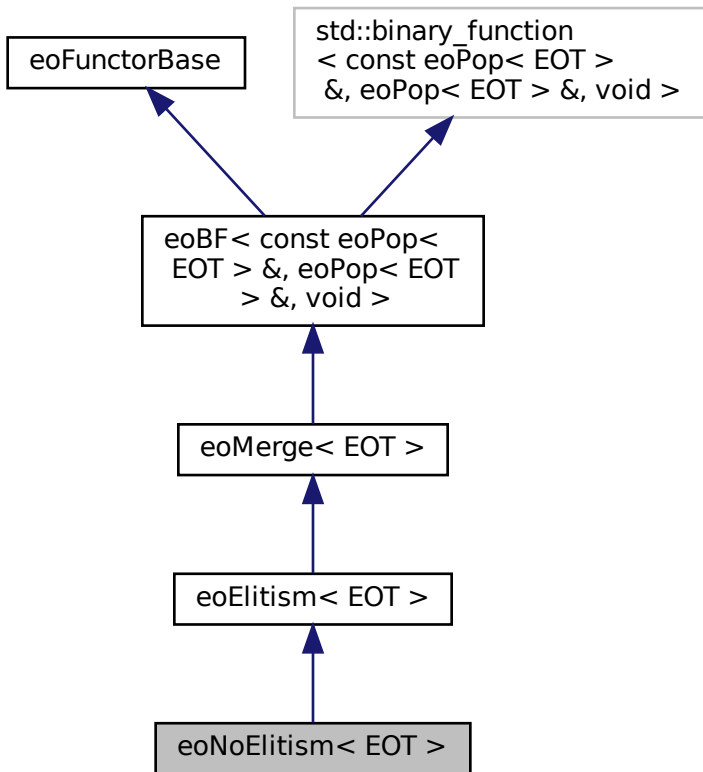 eoFunctorBase
std::binary_function
< const eoPop< EOT >
&, eoPop< EOT > &, void >
eoBF< const eoPop<
EOT > &, eoPop< EOT
> &, void >
eoMerge< EOT >
eoElitism< EOT >
eoNoElitism< EOT >